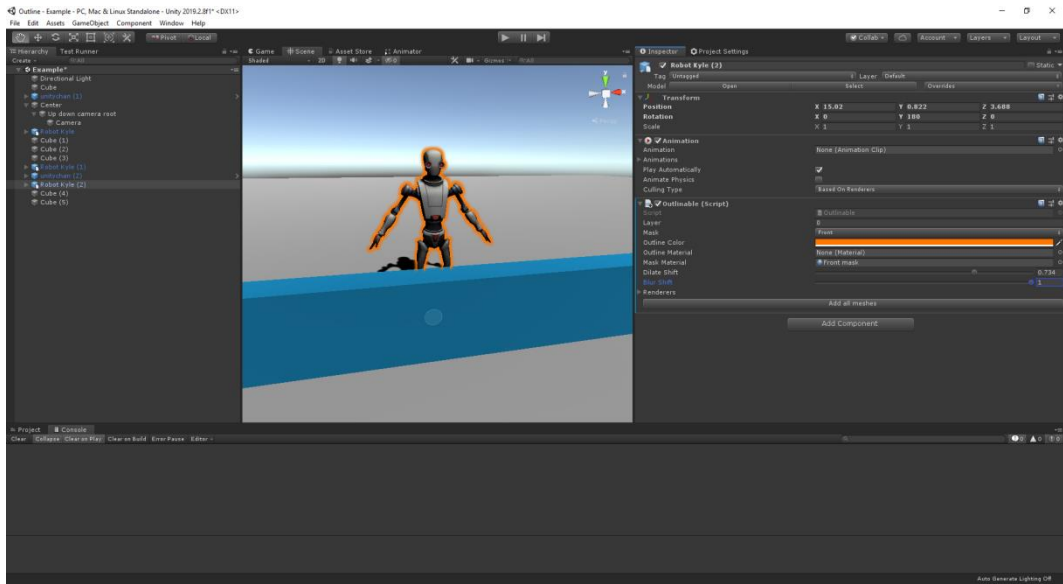 Outline - Example - PC, Mac & Linux Standalone - Unity 2019.2.8f1* <DX11>
File Edit Assets GameObject Component Window Help
Pivot Local
Collab Account Layers Layout
Hierarchy Test Runner
Create
Example*
Directional Light
Cube
unitychan (1)
Center
Up down camera root
Camera
Robot Kyle
Cube (1)
Cube (2)
Cube (3)
Robot Kyle (1)
unitychan (2)
Robot Kyle (2)
Cube (4)
Cube (5)
Game Scene Asset Store Animator
Shaded 2D Gizmos All
Persp
Inspector Project Settings
Robot Kyle (2) Static
Tag Untagged Layer Default
Model Open Select Overrides
Transform
Position X 15.02 Y 0.822 Z 3.688
Rotation X 0 Y 180 Z 0
Scale X 1 Y 1 Z 1
Animation
Animation None (Animation Clip)
Animations
Play Automatically
Animate Physics
Culling Type Based On Renderers
Outlinable (Script)
Script Outlinable
Layer 0
Mask Front
Outline Color
Outline Material None (Material)
Mask Material Front mask
Dilate Shift 0.734
Blur Shift 1
Renderers
Add all meshes
Add Component
Project Console
Clear Collapse Clear on Play Clear on Build Error Pause Editor
0 0 0
Auto Generate Lighting Off